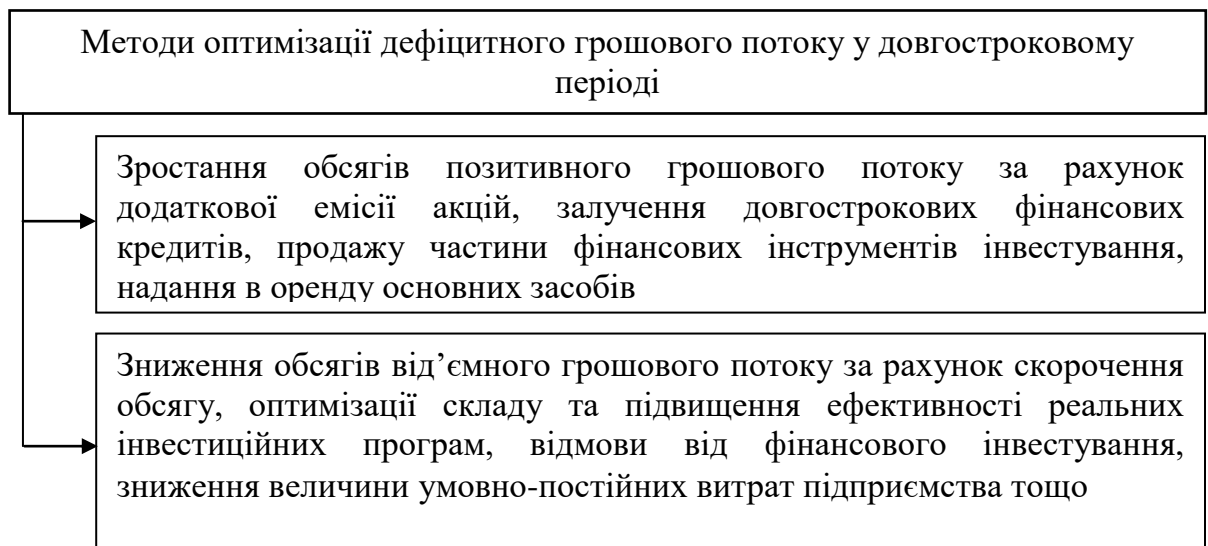 Методи оптимізації дефіцитного грошового потоку у довгостроковому
періоді
Зростання обсягів позитивного грошового потоку за рахунок
додаткової емісії акцій, залучення довгострокових фінансових
кредитів, продажу частини фінансових інструментів інвестування,
надання в оренду основних засобів
Зниження обсягів від’ємного грошового потоку за рахунок скорочення
обсягу, оптимізації складу та підвищення ефективності реальних
інвестиційних програм, відмови від фінансового інвестування,
зниження величини умовно-постійних витрат підприємства тощо